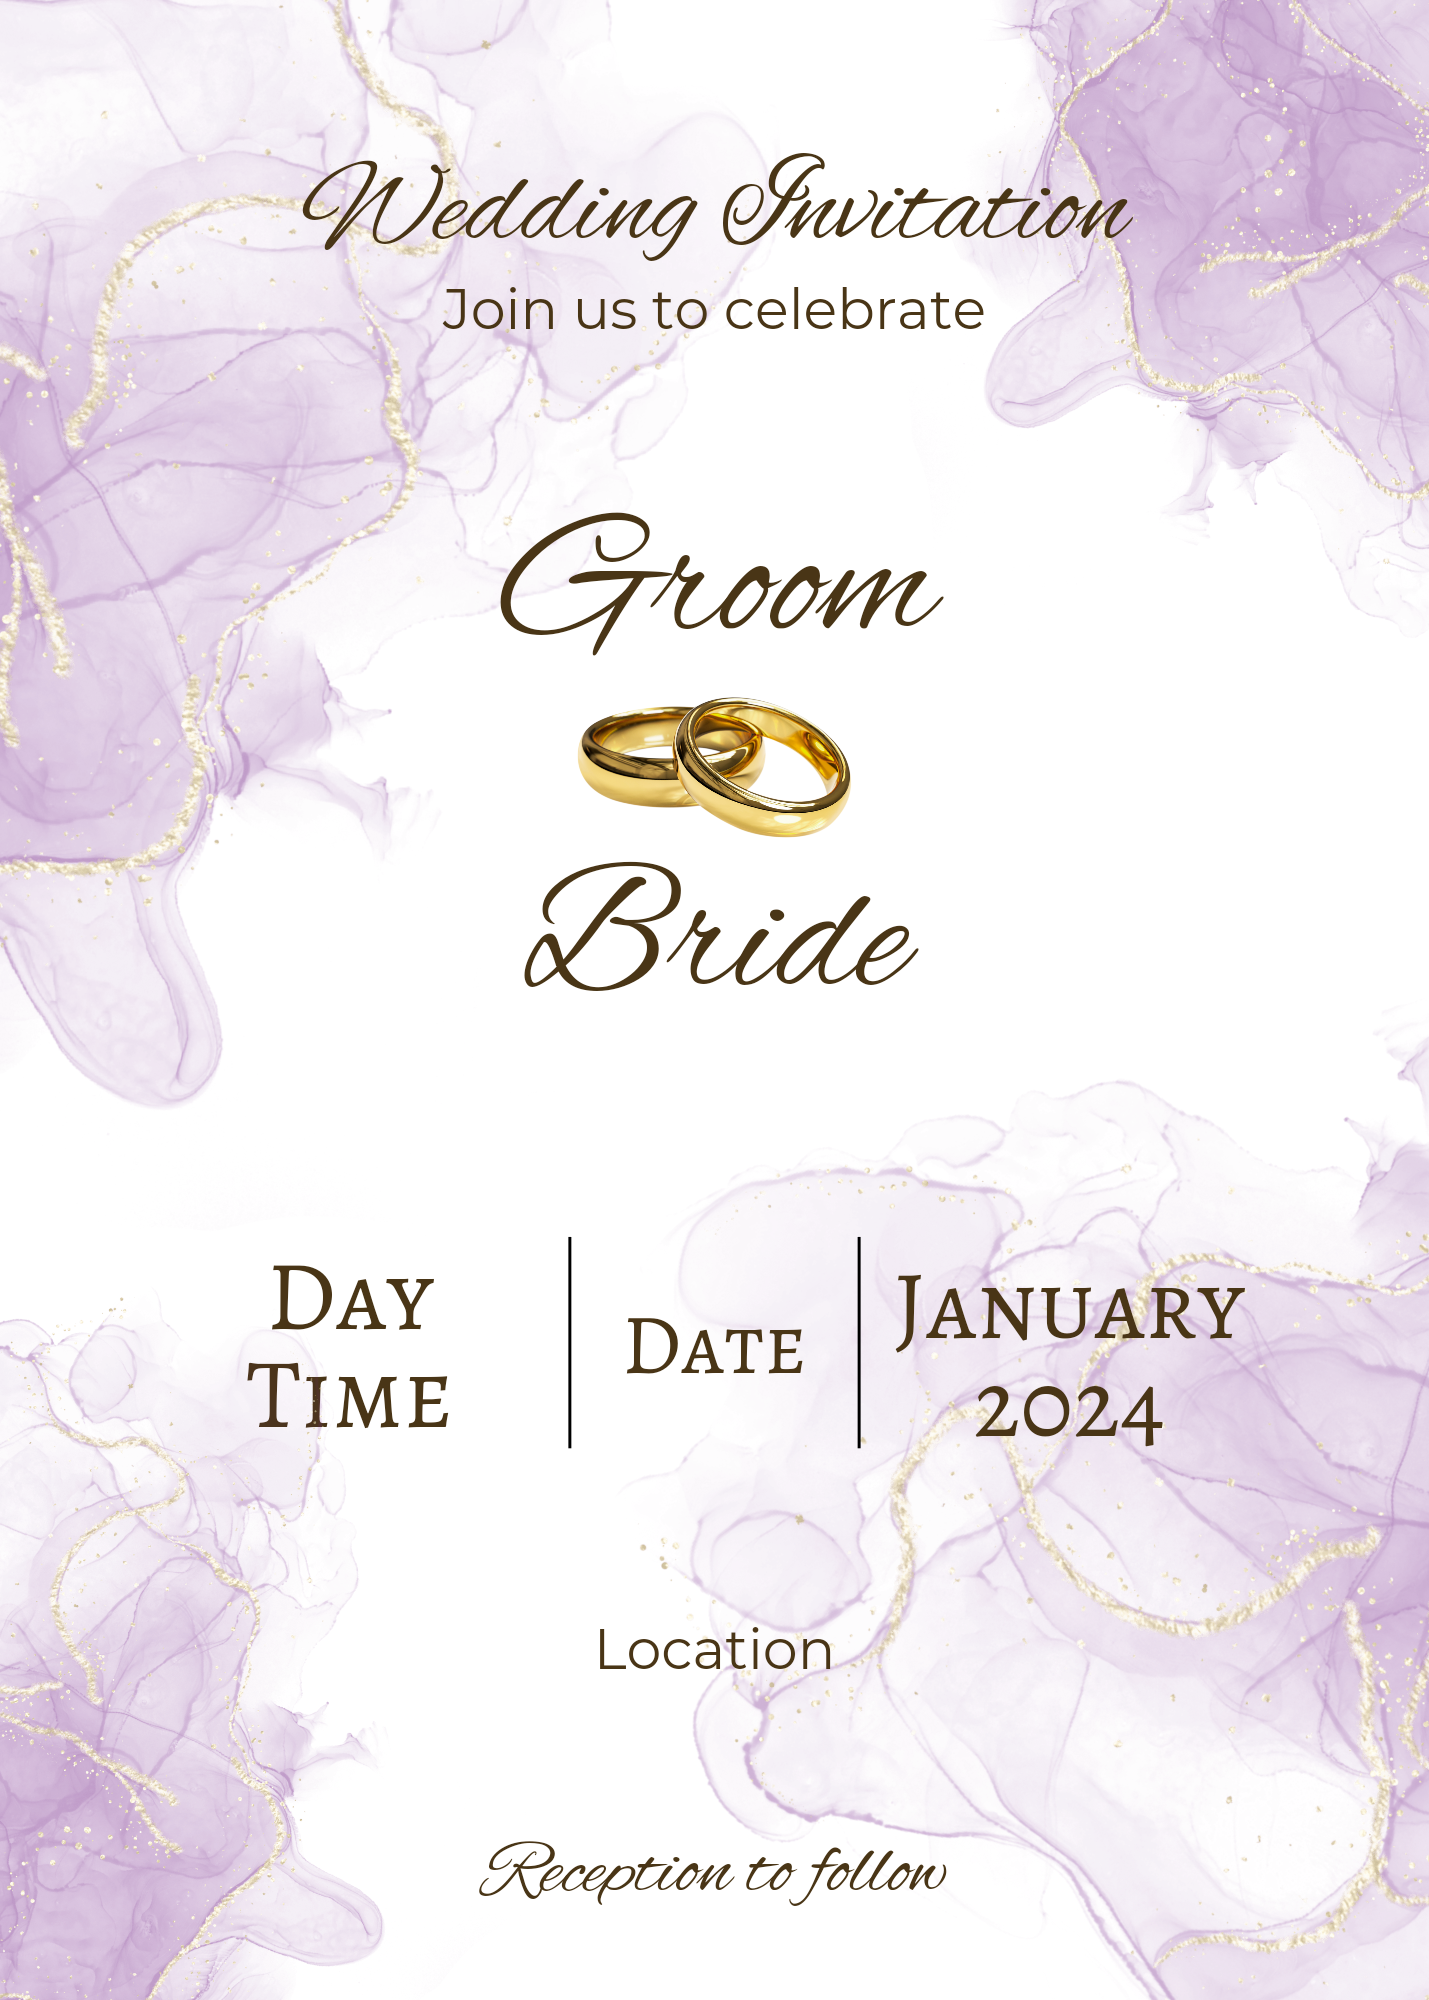 Wedding Invitation
Join us to celebrate
Groom
Bride
Day
Time
Date
January
2024
Location
Reception to follow